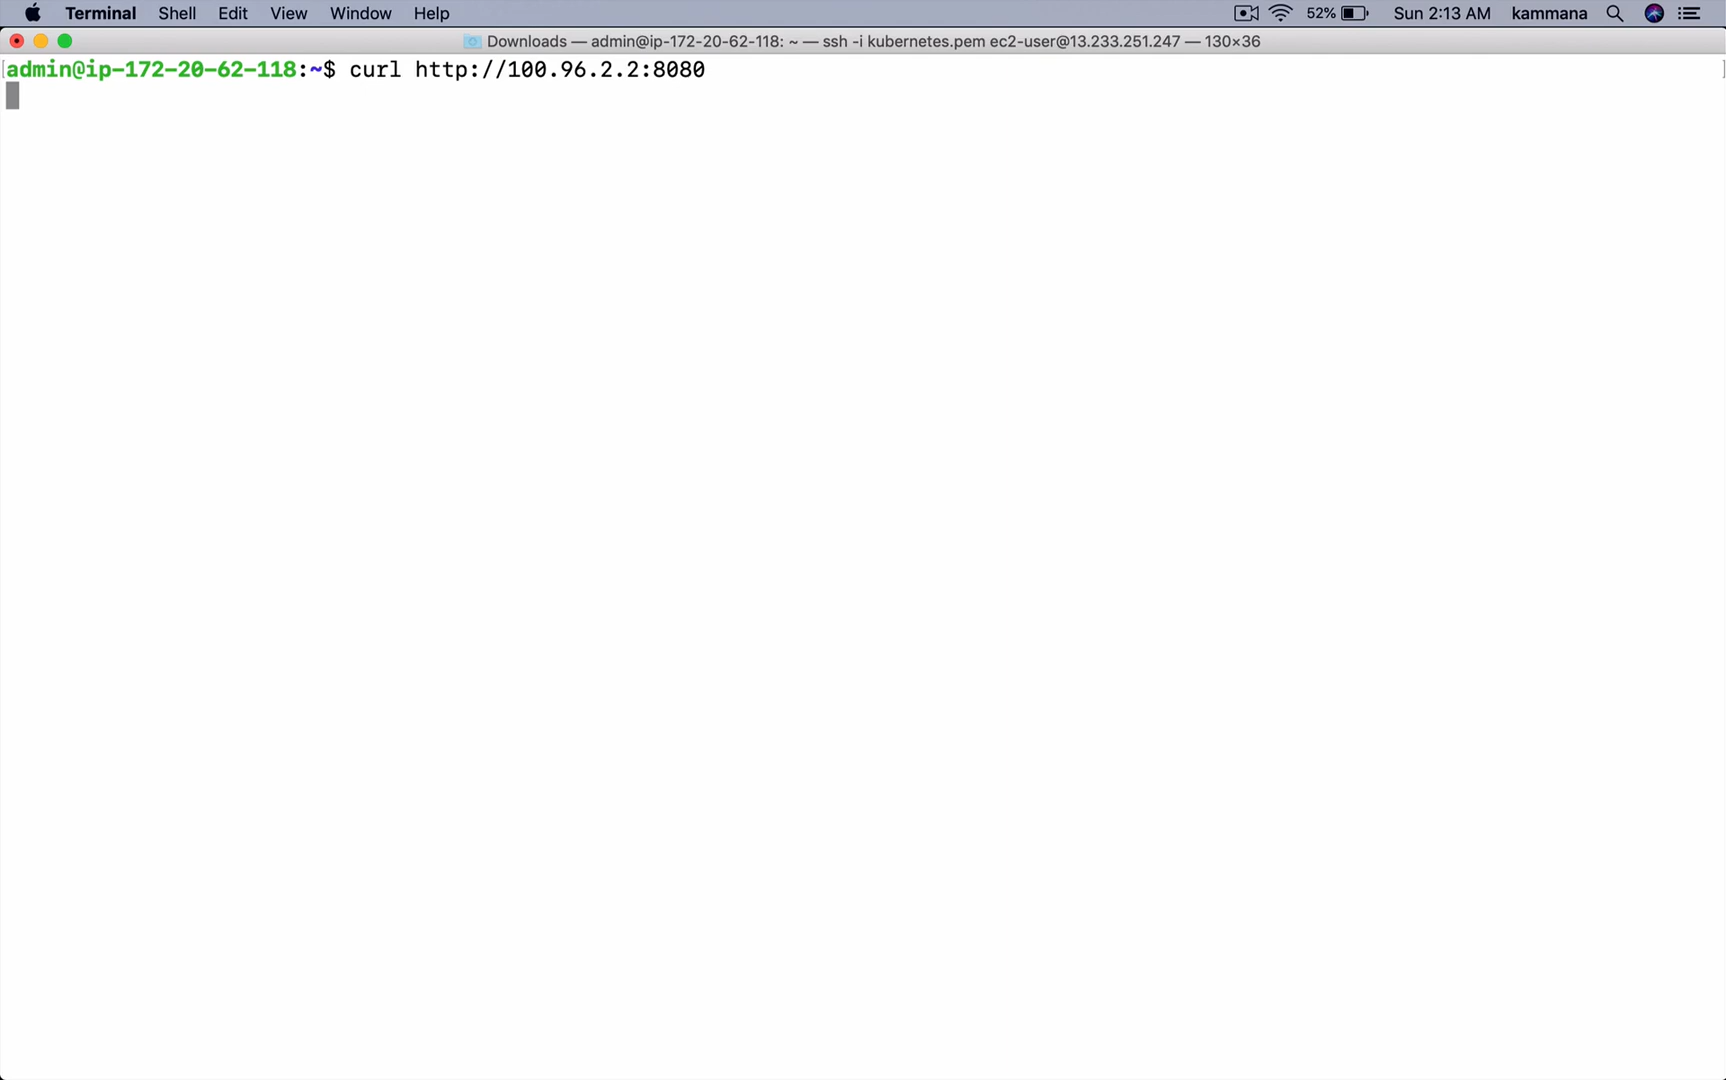 Terminal Shell Edit View Window Help 52% Sun 2:13 AM kammana
Downloads — admin@ip-172-20-62-118: ~ — ssh -i kubernetes.pem ec2-user@13.233.251.247 — 130×36
admin@ip-172-20-62-118:~$ curl http://100.96.2.2:8080